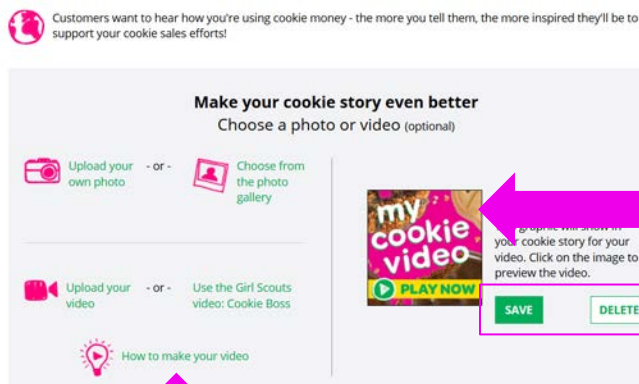 Customers want to hear how you're using cookie money - the more you tell them, the more inspired they'll be to
support your cookie sales efforts!
Make your cookie story even better
Choose a photo or video (optional)
Upload your
own photo
- or -
Choose from
the photo
gallery
Upload your
video
- or -
Use the Girl Scouts
video: Cookie Boss
How to make your video
my
cookie
video
PLAY NOW
graphic will show in
your cookie story for your
video. Click on the image to
preview the video.
SAVE
DELETE